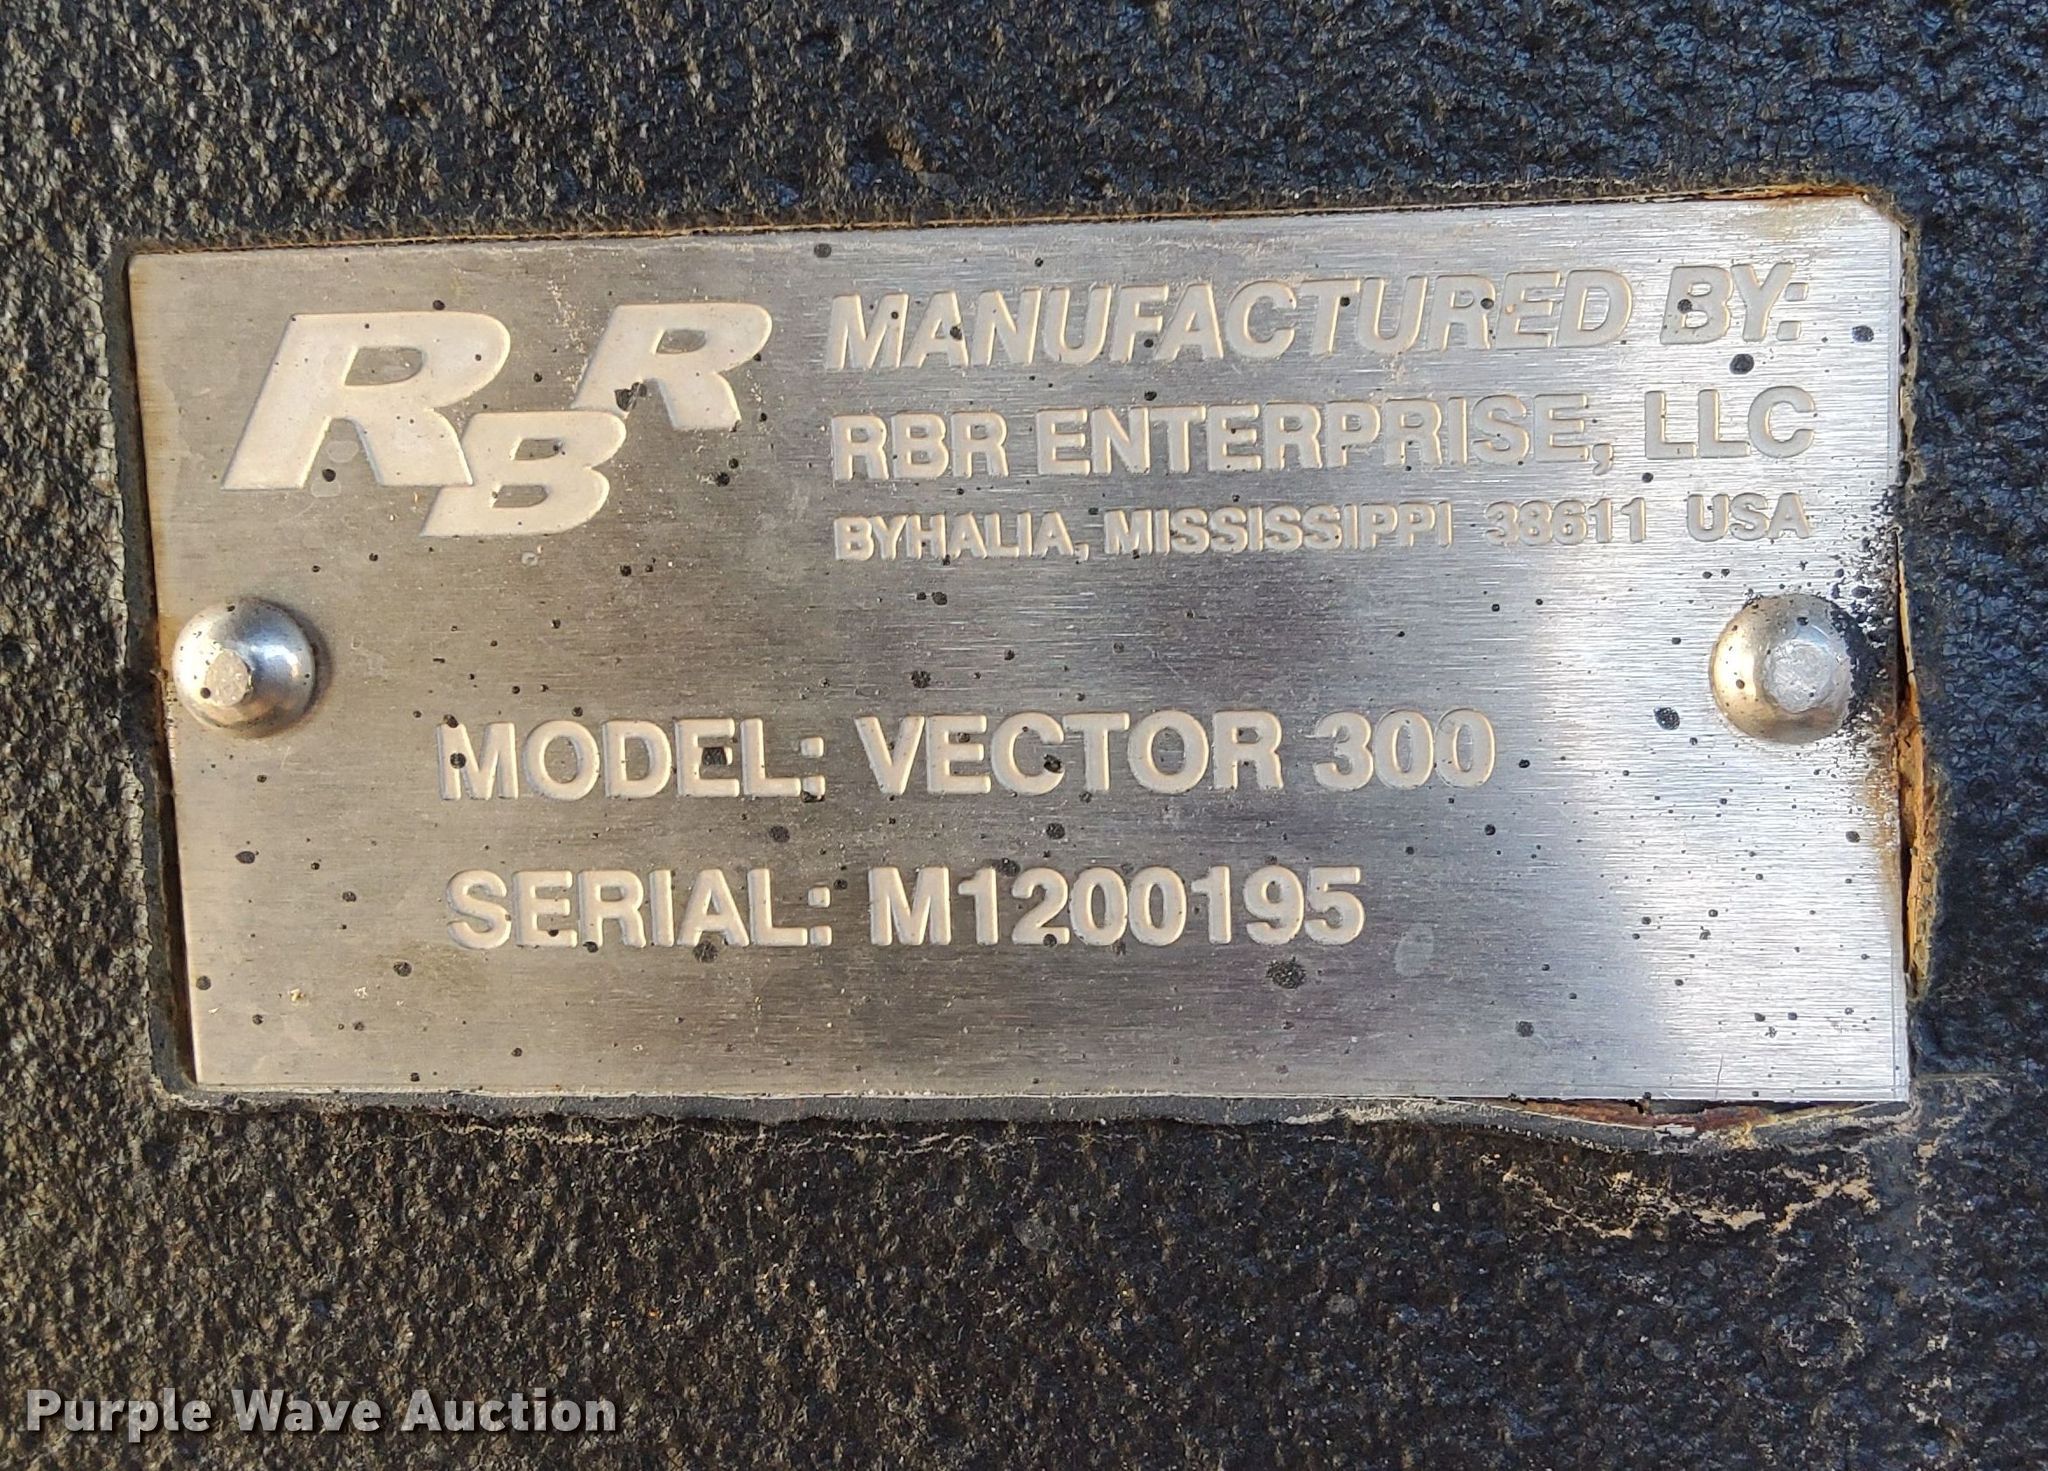 RBR
MANUFACTURED BY:
RBR ENTERPRISE, LLC
BYHALIA, MISSISSIPPI 38611 USA
MODEL: VECTOR 300
SERIAL: M1200195
Purple Wave Auction